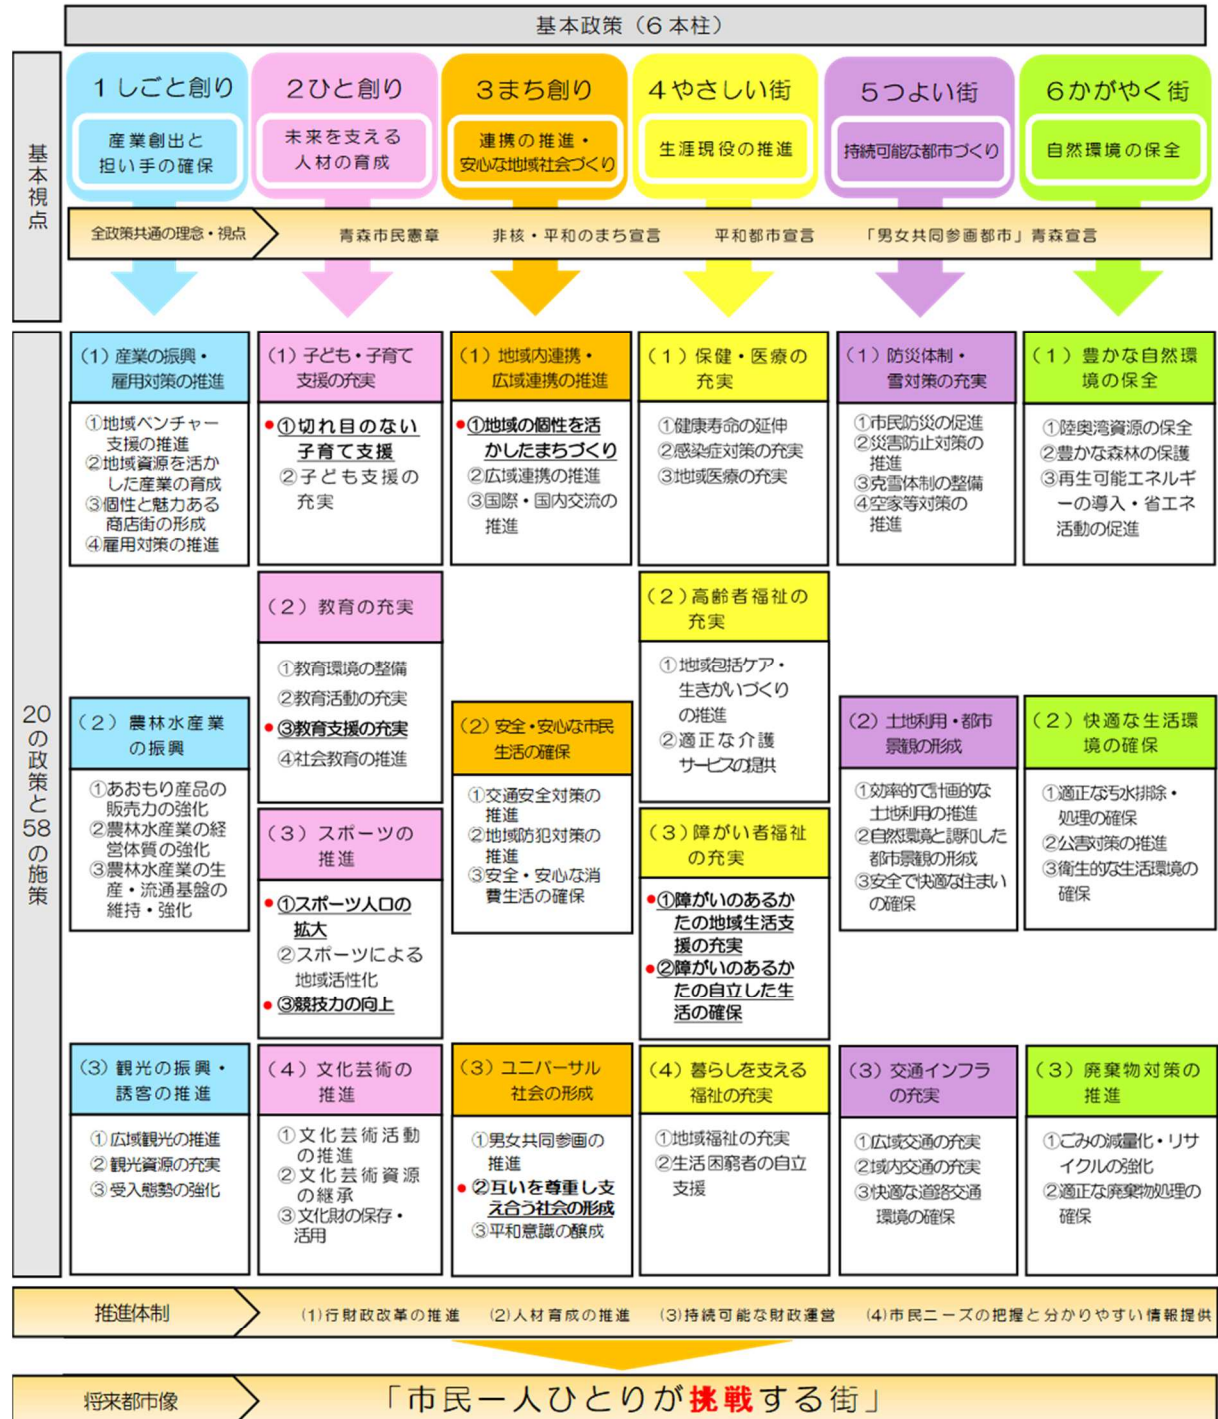 基本政策（6本柱）
基本視点
1しごと創り
産業創出と
担い手の確保
2ひと創り
未来を支える
人材の育成
3まち創り
連携の推進・
安心な地域社会づくり
4やさしい街
生涯現役の推進
5つよい街
持続可能な都市づくり
6かがやく街
自然環境の保全
全政策共通の理念・視点
青森市民憲章
非核・平和のまち宣言
平和都市宣言
「男女共同参画都市」青森宣言
20の政策と58の施策
(1) 産業の振興・
雇用対策の推進
①地域ベンチャー
支援の推進
②地域資源を活か
した産業の育成
③個性と魅力ある
商店街の形成
④雇用対策の推進
(2) 農林水産業
の振興
①あおもり産品の
販売力の強化
②農林水産業の経
営体質の強化
③農林水産業の生
産・流通基盤の
維持・強化
(3) 観光の振興・
誘客の推進
①広域観光の推進
②観光資源の充実
③受入態勢の強化
(1) 子ども・子育て
支援の充実
●①切れ目のない
子育て支援
②子ども支援の
充実
(2) 教育の充実
①教育環境の整備
②教育活動の充実
●③教育支援の充実
④社会教育の推進
(3) スポーツの
推進
●①スポーツ人口の
拡大
②スポーツによる
地域活性化
●③競技力の向上
(4) 文化芸術の
推進
①文化芸術活動
の推進
②文化芸術資源
の継承
③文化財の保存・
活用
(1) 地域内連携・
広域連携の推進
●①地域の個性を活
かしたまちづくり
②広域連携の推進
③国際・国内交流の
推進
(2) 安全・安心な市民
生活の確保
①交通安全対策の
推進
②地域防犯対策の
推進
③安全・安心な消
費生活の確保
(3) ユニバーサル
社会の形成
①男女共同参画の
推進
●②互いを尊重し支
え合う社会の形成
③平和意識の醸成
(1) 保健・医療の
充実
①健康寿命の延伸
②感染症対策の充実
③地域医療の充実
(2) 高齢者福祉の
充実
①地域包括ケア・
生きがいづくり
の推進
②適正な介護
サービスの提供
(3) 障がい者福祉
の充実
●①障がいのあるか
たの地域生活支
援の充実
●②障がいのあるか
たの自立した生
活の確保
(4) 暮らしを支える
福祉の充実
①地域福祉の充実
②生活困窮者の自立
支援
(1) 防災体制・
雪対策の充実
①市民防災の促進
②災害防止対策の
推進
③克雪体制の整備
④空家等対策の
推進
(2) 土地利用・都市
景観の形成
①効率的で計画的な
土地利用の推進
②自然環境と調和した
都市景観の形成
③安全で快適な住まい
の確保
(3) 交通インフラ
の充実
①広域交通の充実
②域内交通の充実
③快適な道路交通
環境の確保
(1) 豊かな自然環
境の保全
①陸奥湾資源の保全
②豊かな森林の保護
③再生可能エネルギ
ーの導入・省エネ
活動の促進
(2) 快適な生活環
境の確保
①適正な汚水排除・
処理の確保
②公害対策の推進
③衛生的な生活環境の
確保
(3) 廃棄物対策の
推進
①ごみの減量化・リサ
イクルの強化
②適正な廃棄物処理の
確保
推進体制
(1)行財政改革の推進 (2)人材育成の推進 (3)持続可能な財政運営 (4)市民ニーズの把握と分かりやすい情報提供
将来都市像
「市民一人ひとりが挑戦する街」